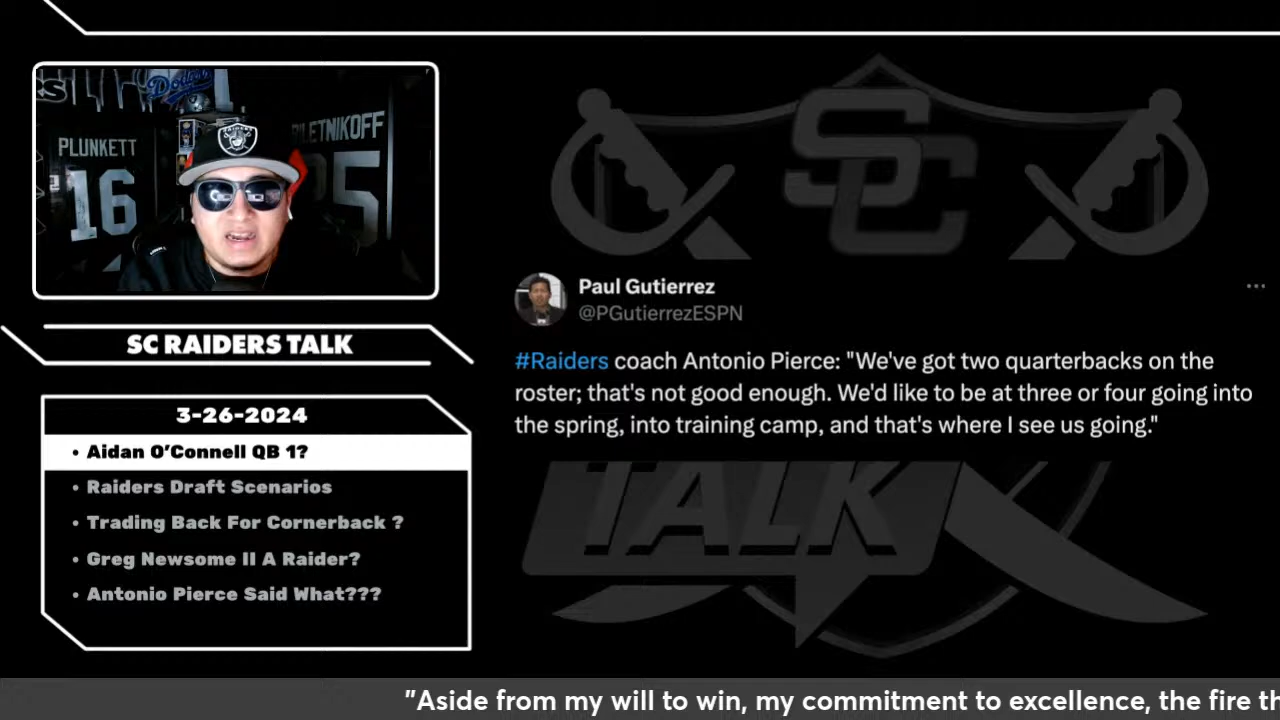 Dodgers
PLUNKETT
16
BILETNIKOFF
25
RAIDERS
SC
Paul Gutierrez
@PGutierrezESPN
#Raiders coach Antonio Pierce: "We've got two quarterbacks on the
roster; that's not good enough. We'd like to be at three or four going into
the spring, into training camp, and that's where I see us going."
TALK
SC RAIDERS TALK
3-26-2024
• Aidan O'Connell QB 1?
• Raiders Draft Scenarios
• Trading Back For Cornerback ?
• Greg Newsome II A Raider?
• Antonio Pierce Said What???
"Aside from my will to win, my commitment to excellence, the fire th